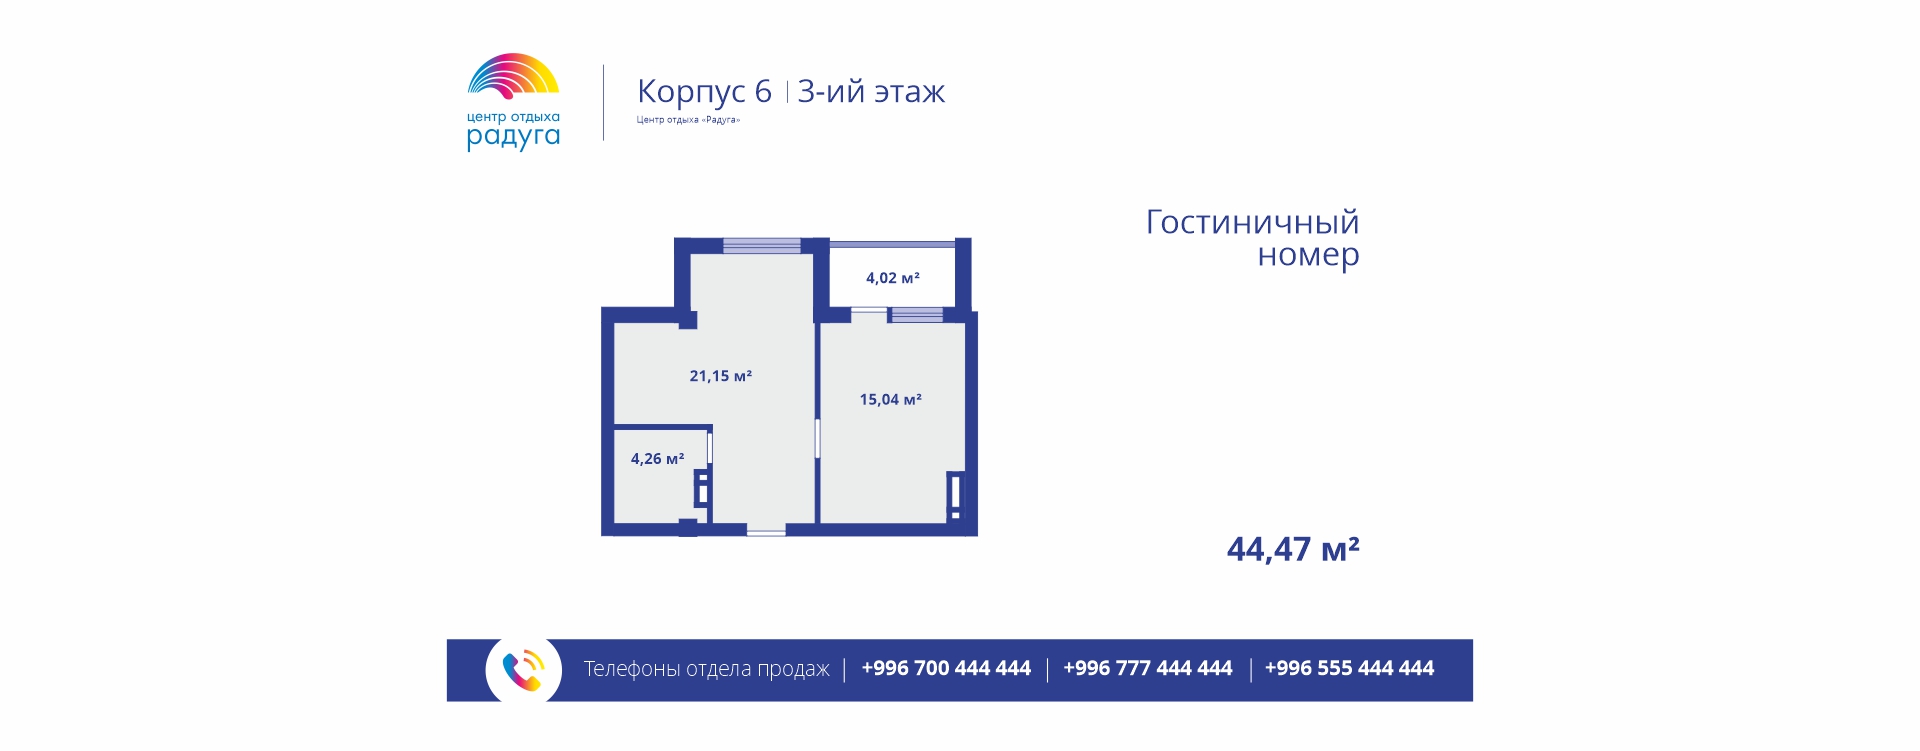 центр отдыха
радуга
Корпус 6 | 3-ий этаж
Центр отдыха «Радуга»
Гостиничный
номер
4,02 м²
21,15 м²
15,04 м²
4,26 м²
44,47 м²
Телефоны отдела продаж | +996 700 444 444 | +996 777 444 444 | +996 555 444 444